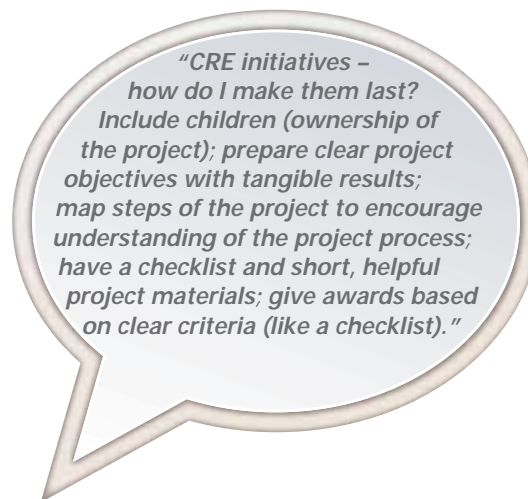 “CRE initiatives –
how do I make them last?
Include children (ownership of
the project); prepare clear project
objectives with tangible results;
map steps of the project to encourage
understanding of the project process;
have a checklist and short, helpful
project materials; give awards based
on clear criteria (like a checklist).”